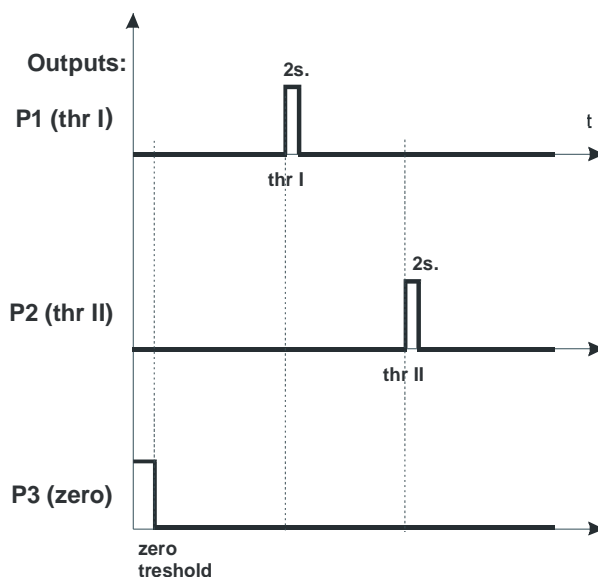 Outputs:
2s.
P1 (thr I)
t
thr I
2s.
P2 (thr II)
thr II
P3 (zero)
zero
treshold